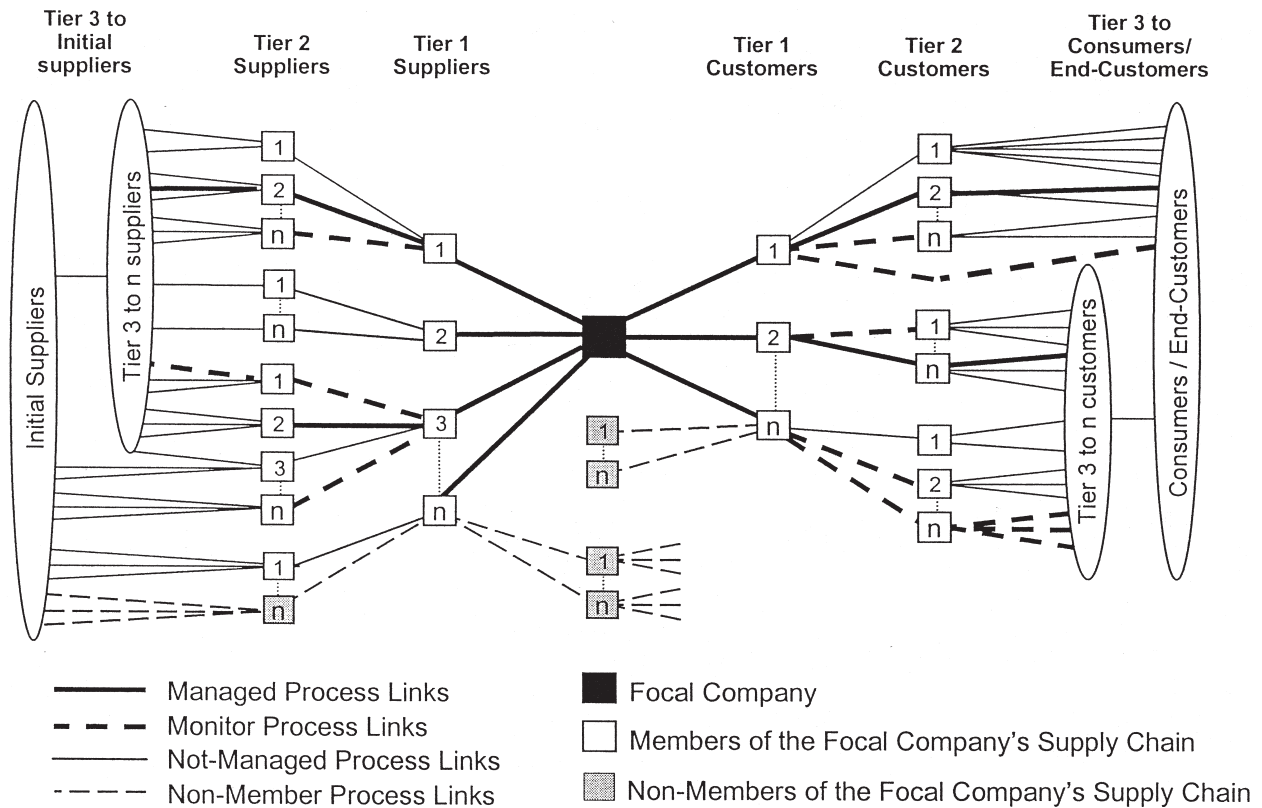 Tier 3 to
Initial
suppliers
Tier 2
Suppliers
Tier 1
Suppliers
Tier 1
Customers
Tier 2
Customers
Tier 3 to
Consumers/
End-Customers
Initial Suppliers
Tier 3 to n suppliers
1
2
n
1
n
1
2
3
n
1
n
1
2
3
n
1
n
1
n
1
2
n
1
2
n
1
n
1
2
n
Tier 3 to n customers
Consumers / End-Customers
Managed Process Links
Monitor Process Links
Not-Managed Process Links
Non-Member Process Links
Focal Company
Members of the Focal Company's Supply Chain
Non-Members of the Focal Company's Supply Chain